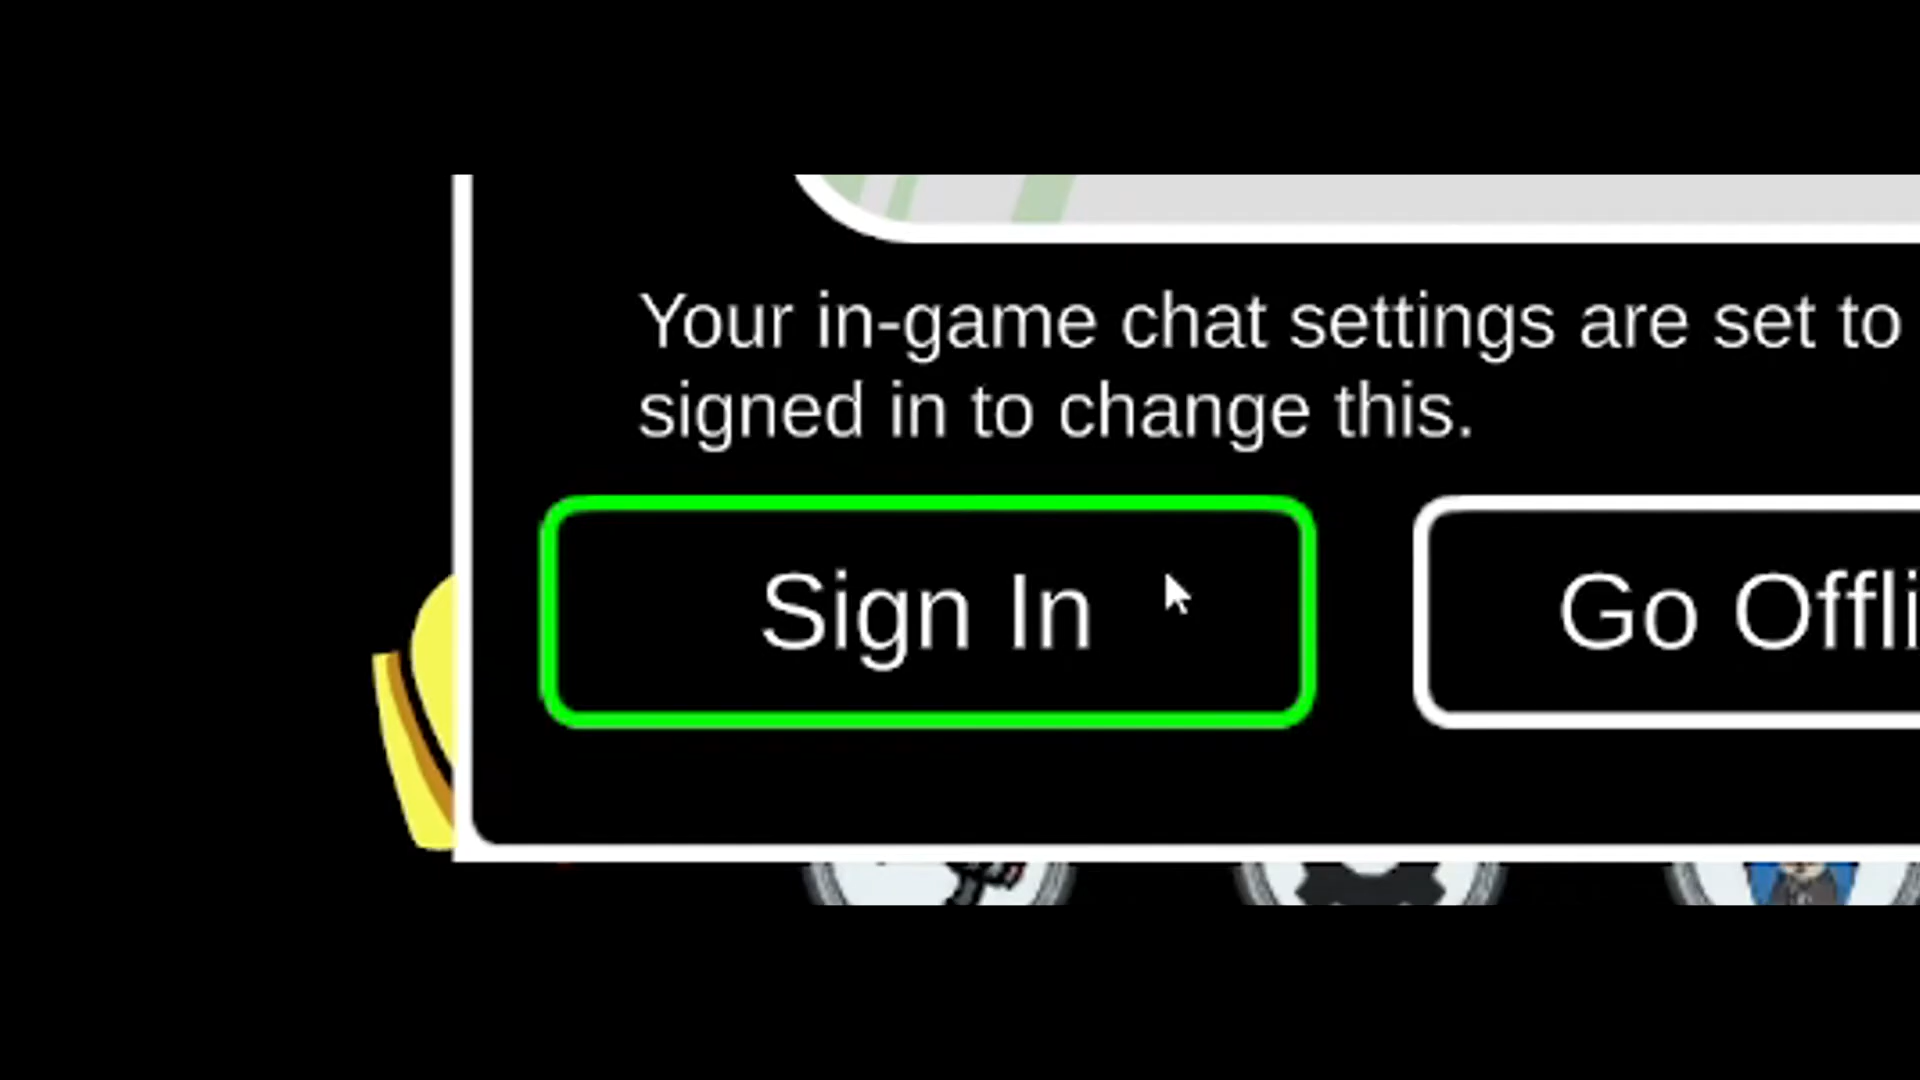 Your in-game chat settings are set to
signed in to change this.
Sign In
Go Offli